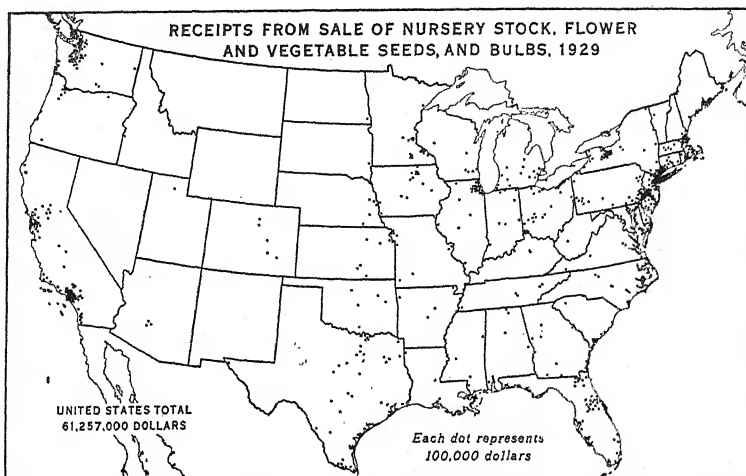 RECEIPTS FROM SALE OF NURSERY STOCK, FLOWER
AND VEGETABLE SEEDS, AND BULBS, 1929
UNITED STATES TOTAL
61,257,000 DOLLARS
Each dot represents
100,000 dollars